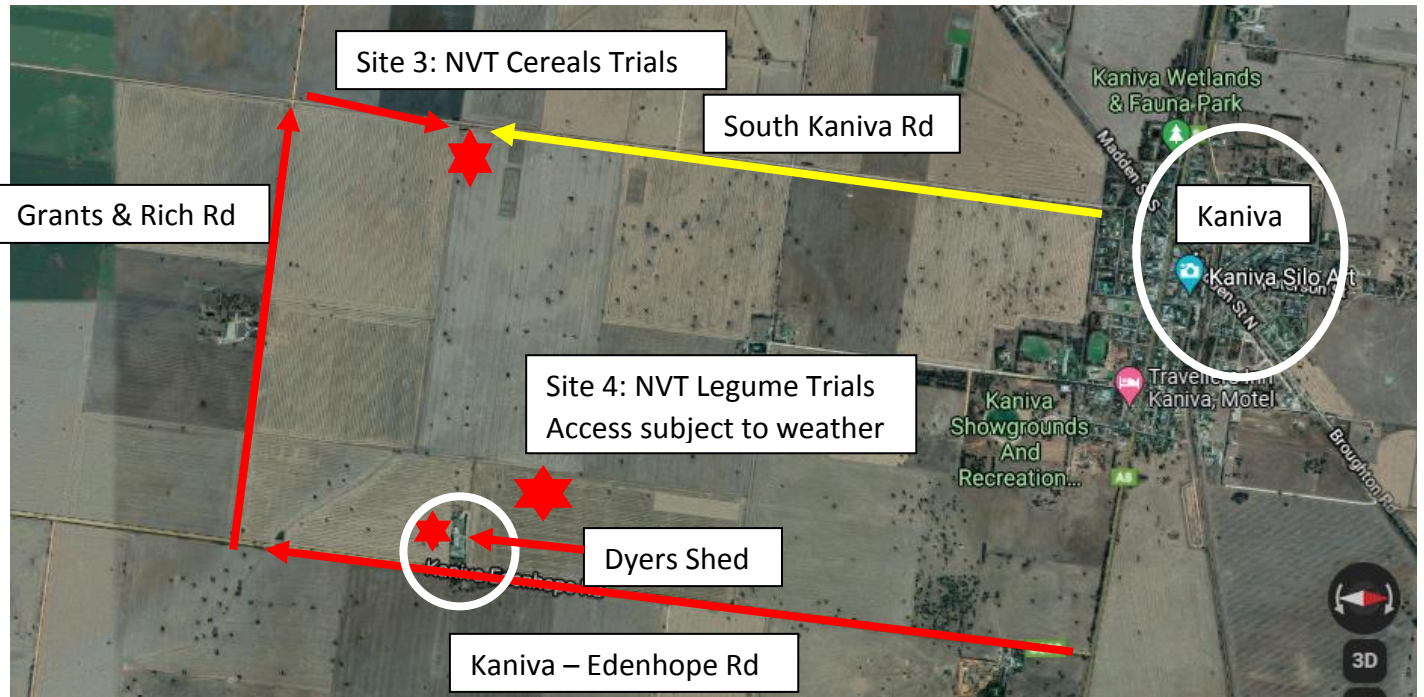 Site 3: NVT Cereals Trials
Kaniva Wetlands
& Fauna Park
South Kaniva Rd
Madden St S
Grants & Rich Rd
Kaniva
Kaniva Silo Art
St N
Site 4: NVT Legume Trials
Access subject to weather
Travellers Inn
Kaniva, Motel
Kaniva
Showgrounds
And
Recreation...
A8
Broughton Rd
Dyers Shed
Kaniva – Edenhope Rd
3D